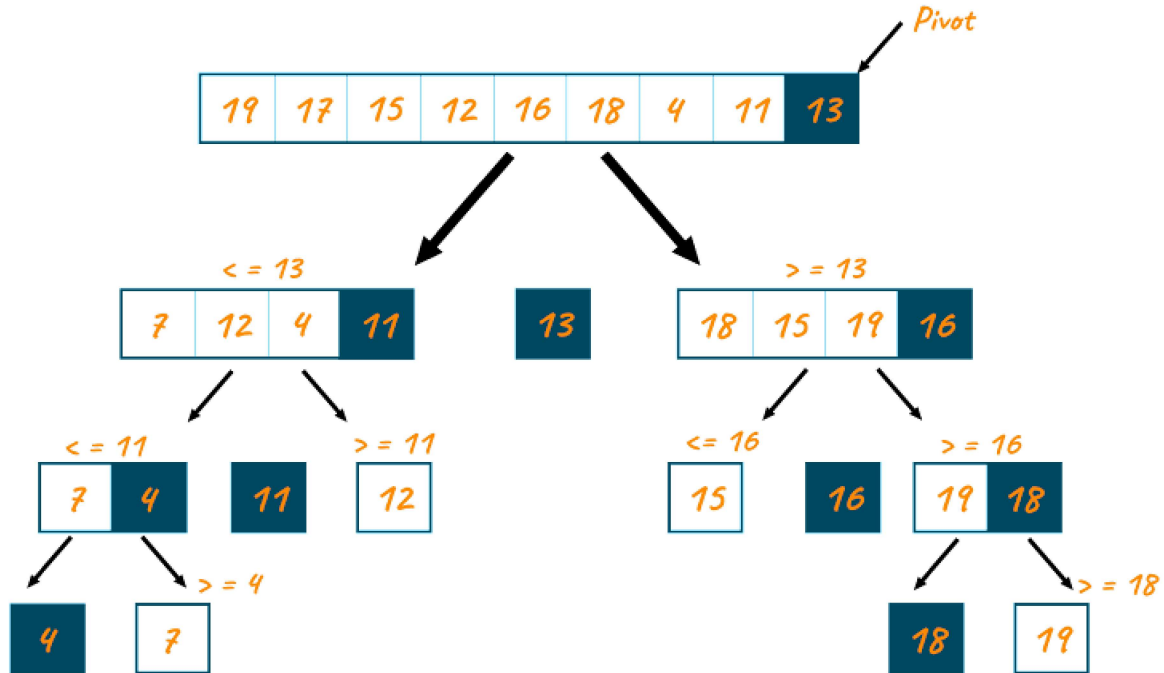 Pivot
19 17 15 12 16 18 4 11 13
< = 13 > = 13
7 12 4 11 13 18 15 19 16
< = 11 > = 11 <= 16 > = 16
7 4 11 12 15 16 19 18
> = 4 > = 18
4 7 18 19